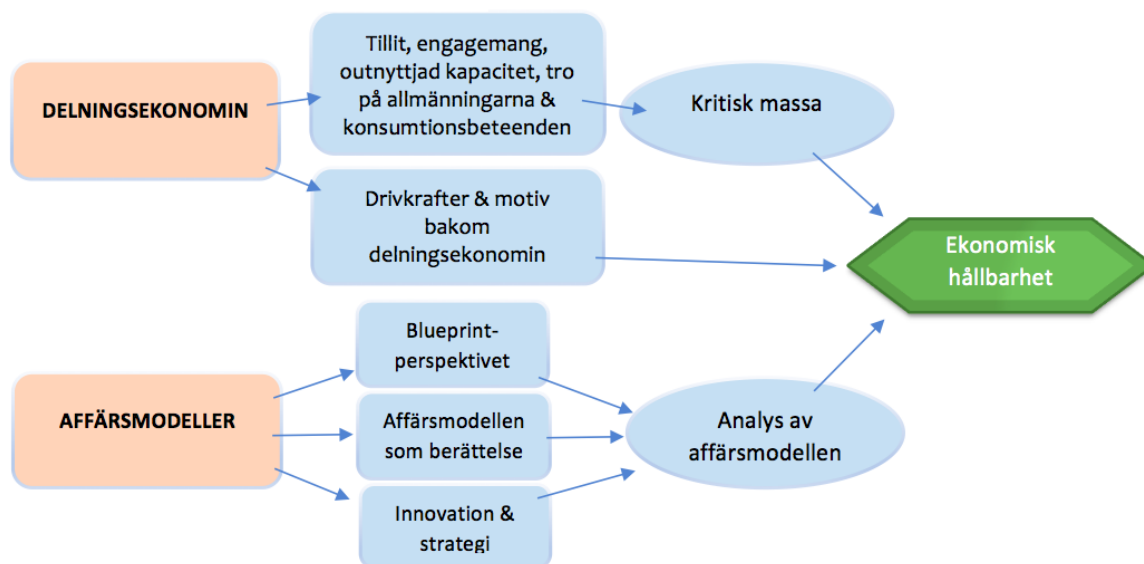 DELNINGSEKONOMIN
Tillit, engagemang,
outnyttjad kapacitet, tro
på allmänningarna &
konsumtionsbeteenden
Kritisk massa
Drivkrafter & motiv
bakom
delningsekonomin
Ekonomisk
hållbarhet
AFFÄRSMODELLER
Blueprint-
perspektivet
Affärsmodellen
som berättelse
Innovation &
strategi
Analys av
affärsmodellen